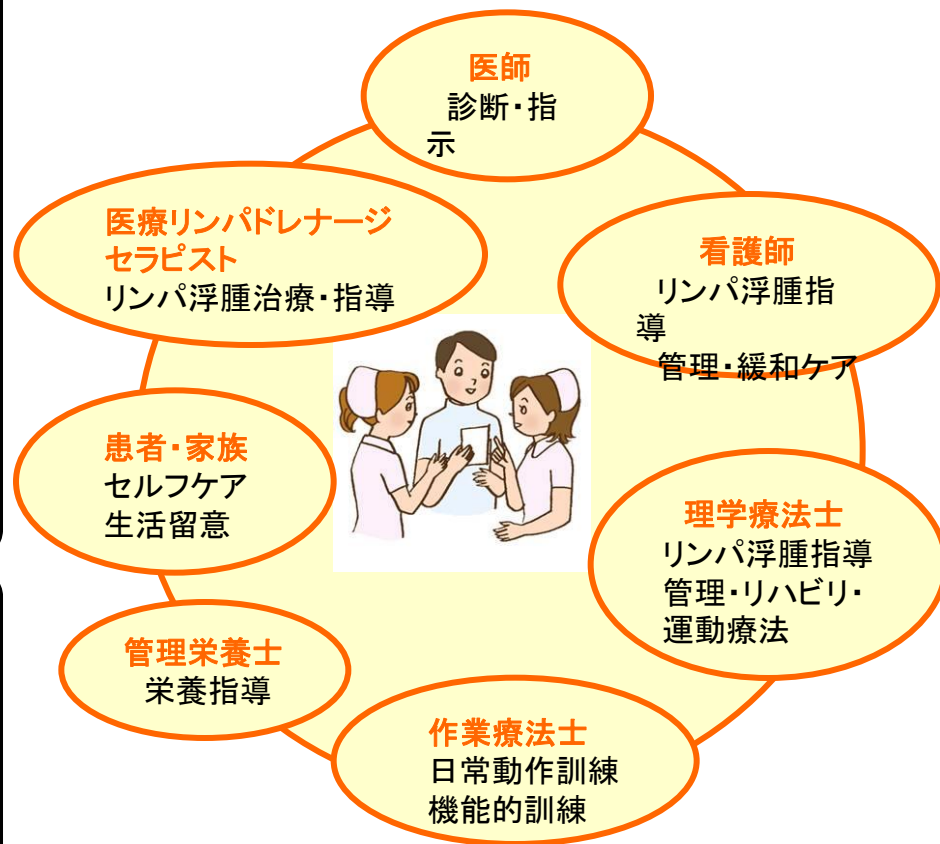 医師
診断・指
示
医療リンパドレナージ
セラピスト
リンパ浮腫治療・指導
看護師
リンパ浮腫指
導
管理・緩和ケア
患者・家族
セルフケア
生活留意
理学療法士
リンパ浮腫指導
管理・リハビリ・
運動療法
管理栄養士
栄養指導
作業療法士
日常動作訓練
機能的訓練